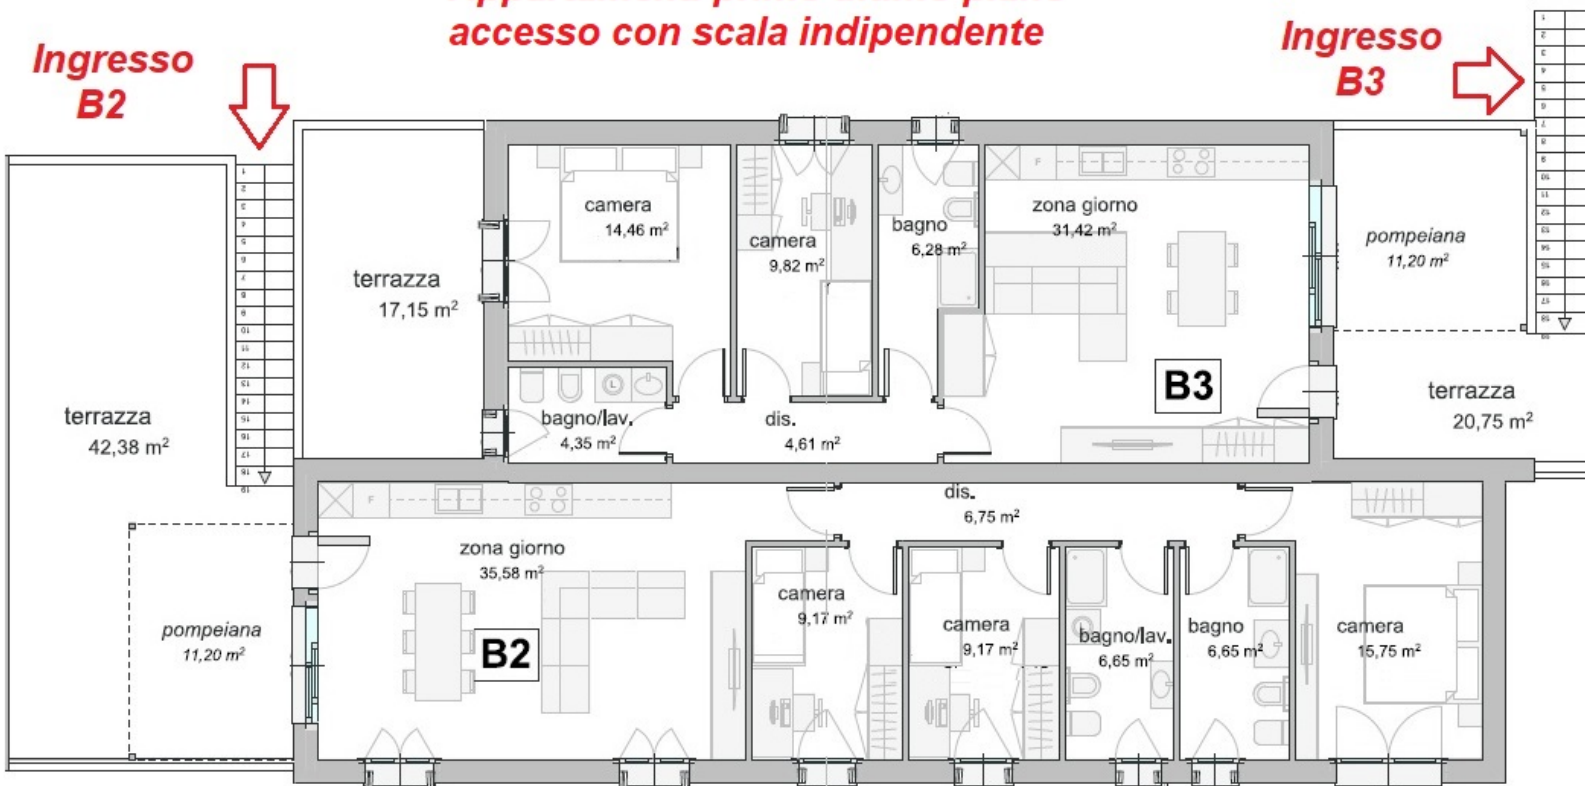 accesso con scala indipendente
Ingresso
B2
Ingresso
B3
camera
14,46 m²
camera
9,82 m²
bagno
6,28 m²
F
zona giorno
31,42 m²
pompeiana
11,20 m²
terrazza
17,15 m²
B3
terrazza
20,75 m²
terrazza
42,38 m²
L
bagno/lav.
4,35 m²
dis.
4,61 m²
F
dis.
6,75 m²
zona giorno
35,58 m²
camera
9,17 m²
camera
9,17 m²
bagno/lav.
6,65 m²
bagno
6,65 m²
camera
15,75 m²
pompeiana
11,20 m²
B2